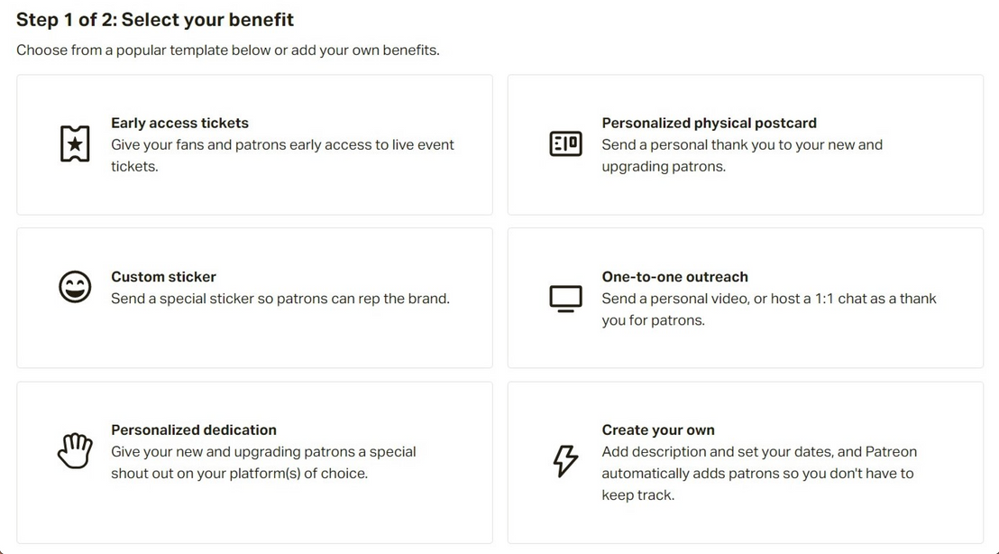 Step 1 of 2: Select your benefit
Choose from a popular template below or add your own benefits.
Early access tickets
Give your fans and patrons early access to live event
tickets.
Personalized physical postcard
Send a personal thank you to your new and
upgrading patrons.
Custom sticker
Send a special sticker so patrons can rep the brand.
One-to-one outreach
Send a personal video, or host a 1:1 chat as a thank
you for patrons.
Personalized dedication
Give your new and upgrading patrons a special
shout out on your platform(s) of choice.
Create your own
Add description and set your dates, and Patreon
automatically adds patrons so you don't have to
keep track.